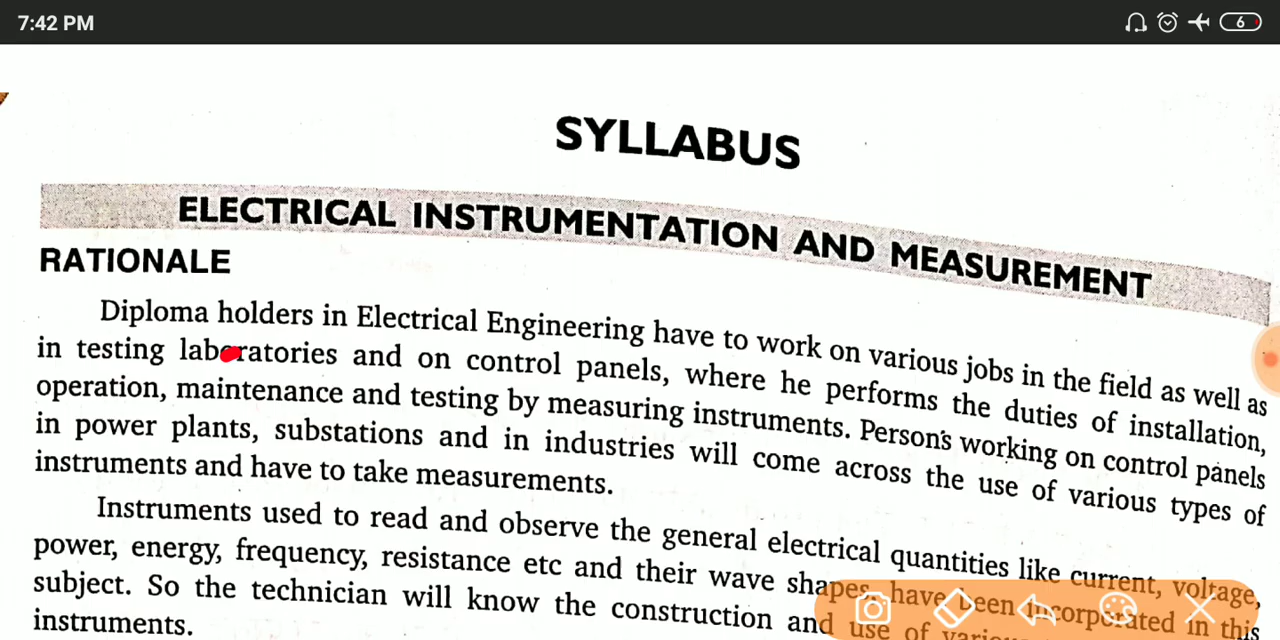 7:42 PM
6
SYLLABUS
ELECTRICAL INSTRUMENTATION AND MEASUREMENT
RATIONALE
Diploma holders in Electrical Engineering have to work on various jobs in the field as well as
in testing laboratories and on control panels, where he performs the duties of installation,
operation, maintenance and testing by measuring instruments. Person's working on control panels
in power plants, substations and in industries will come across the use of various types of
instruments and have to take measurements.
Instruments used to read and observe the general electrical quantities like current, voltage,
power, energy, frequency, resistance etc and their wave shapes, have been incorporated in this
subject. So the technician will know the construction and use of
instruments.